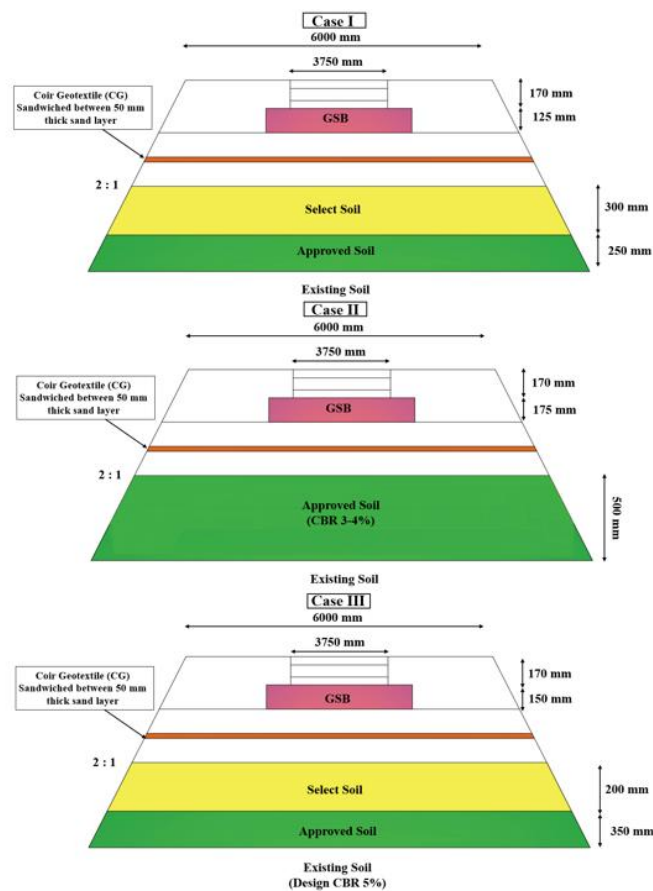 Case I
6000 mm
3750 mm
Coir Geotextile (CG)
Sandwiched between 50 mm
thick sand layer
170 mm
GSB
125 mm
2 : 1
Select Soil
300 mm
Approved Soil
250 mm
Existing Soil
Case II
6000 mm
3750 mm
Coir Geotextile (CG)
Sandwiched between 50 mm
thick sand layer
170 mm
GSB
175 mm
2 : 1
Approved Soil
(CBR 3-4%)
500 mm
Existing Soil
Case III
6000 mm
3750 mm
Coir Geotextile (CG)
Sandwiched between 50 mm
thick sand layer
170 mm
GSB
150 mm
2 : 1
Select Soil
200 mm
Approved Soil
350 mm
Existing Soil
(Design CBR 5%)